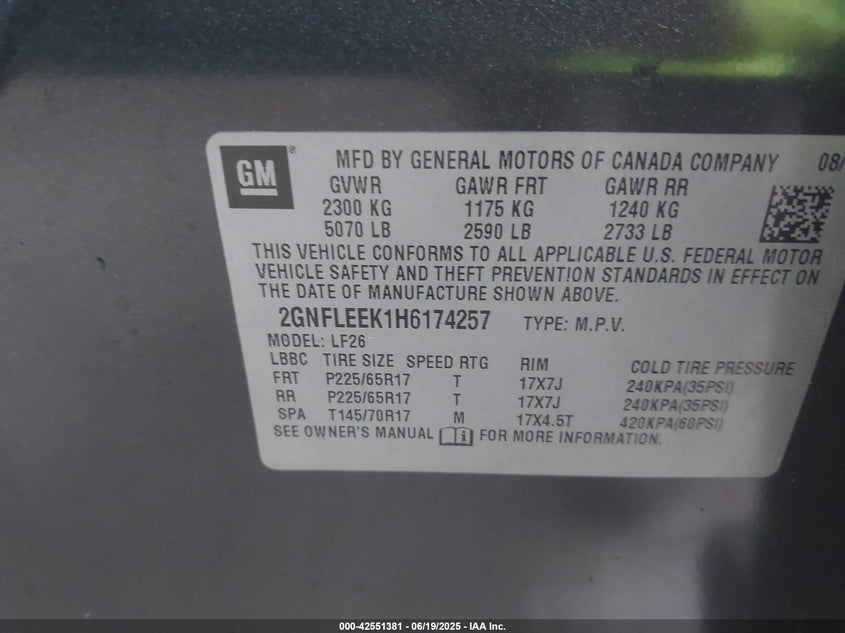 GM ® MFD BY GENERAL MOTORS OF CANADA COMPANY 08/
GVWR GAWR FRT GAWR RR
2300 KG 1175 KG 1240 KG
5070 LB 2590 LB 2733 LB
THIS VEHICLE CONFORMS TO ALL APPLICABLE U.S. FEDERAL MOTOR
VEHICLE SAFETY AND THEFT PREVENTION STANDARDS IN EFFECT ON
THE DATE OF MANUFACTURE SHOWN ABOVE.
2GNFLEEK1H6174257 TYPE: M.P.V.
MODEL: LF26
LBBC TIRE SIZE SPEED RTG RIM COLD TIRE PRESSURE
FRT P225/65R17 T 17X7J 240KPA(35PSI)
RR P225/65R17 T 17X7J 240KPA(35PSI)
SPA T145/70R17 M 17X4.5T 420KPA(60PSI)
SEE OWNER'S MANUAL FOR MORE INFORMATION.
000-42551381 - 06/19/2025 - IAA Inc.